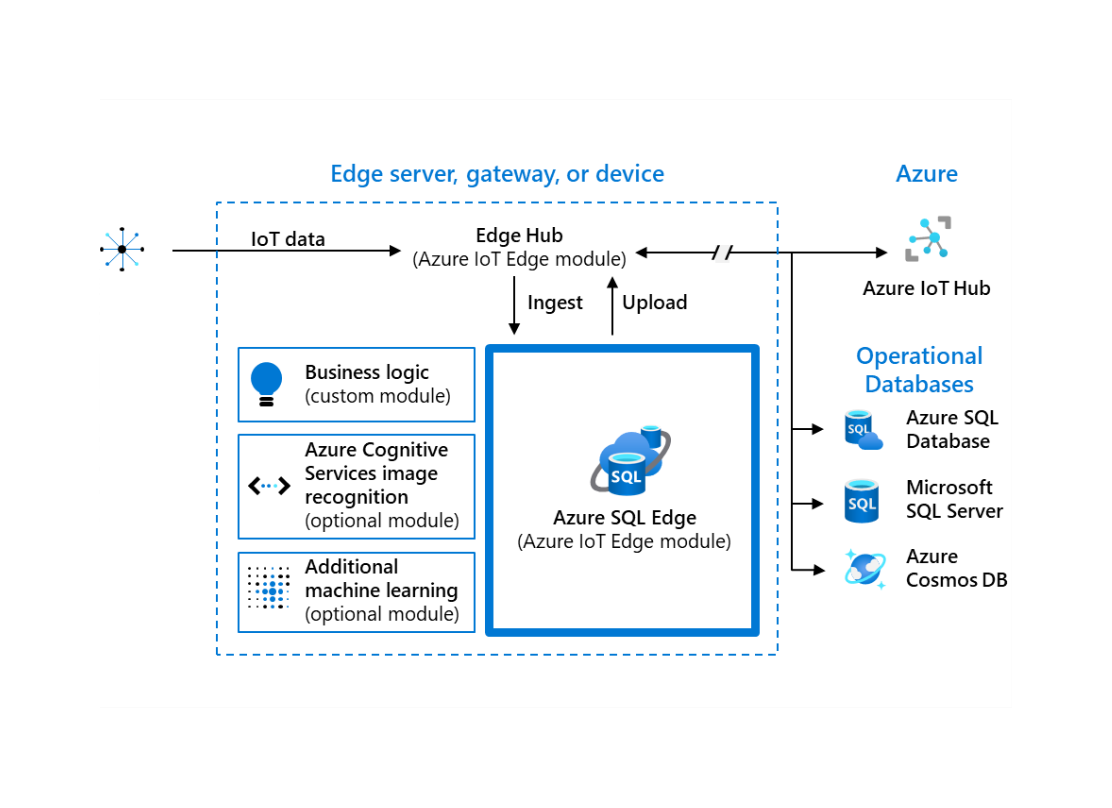 Edge server, gateway, or device
Azure
IoT data
Edge Hub
(Azure IoT Edge module)
Azure IoT Hub
Ingest
Upload
Business logic
(custom module)
Azure Cognitive
Services image
recognition
(optional module)
Additional
machine learning
(optional module)
SQL
Azure SQL Edge
(Azure IoT Edge module)
Operational
Databases
SQL
Azure SQL
Database
SQL
Microsoft
SQL Server
Azure
Cosmos DB